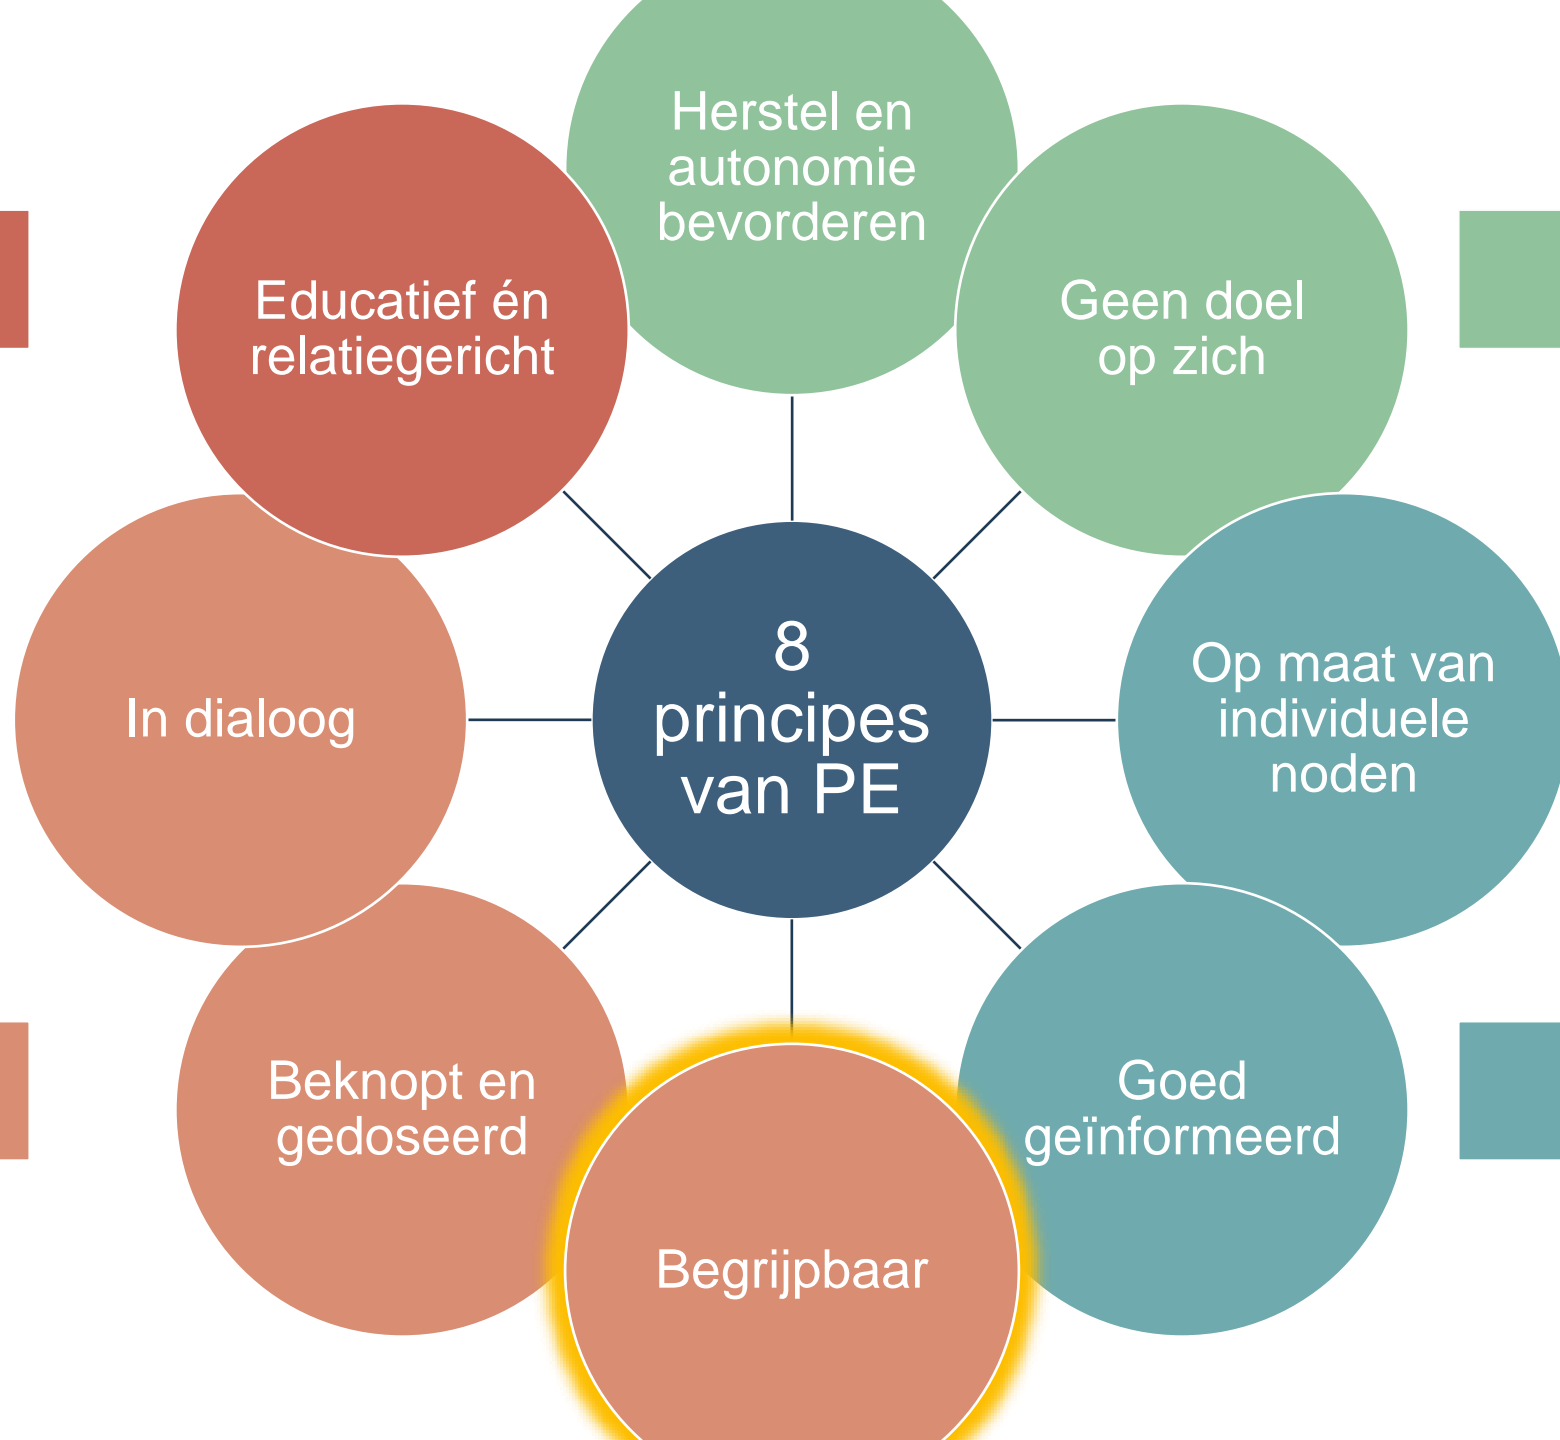 Herstel en
autonomie
bevorderen
Educatief én
relatiegericht
Geen doel
op zich
In dialoog
8
principes
van PE
Op maat van
individuele
noden
Beknopt en
gedoseerd
Goed
geïnformeerd
Begrijpbaar